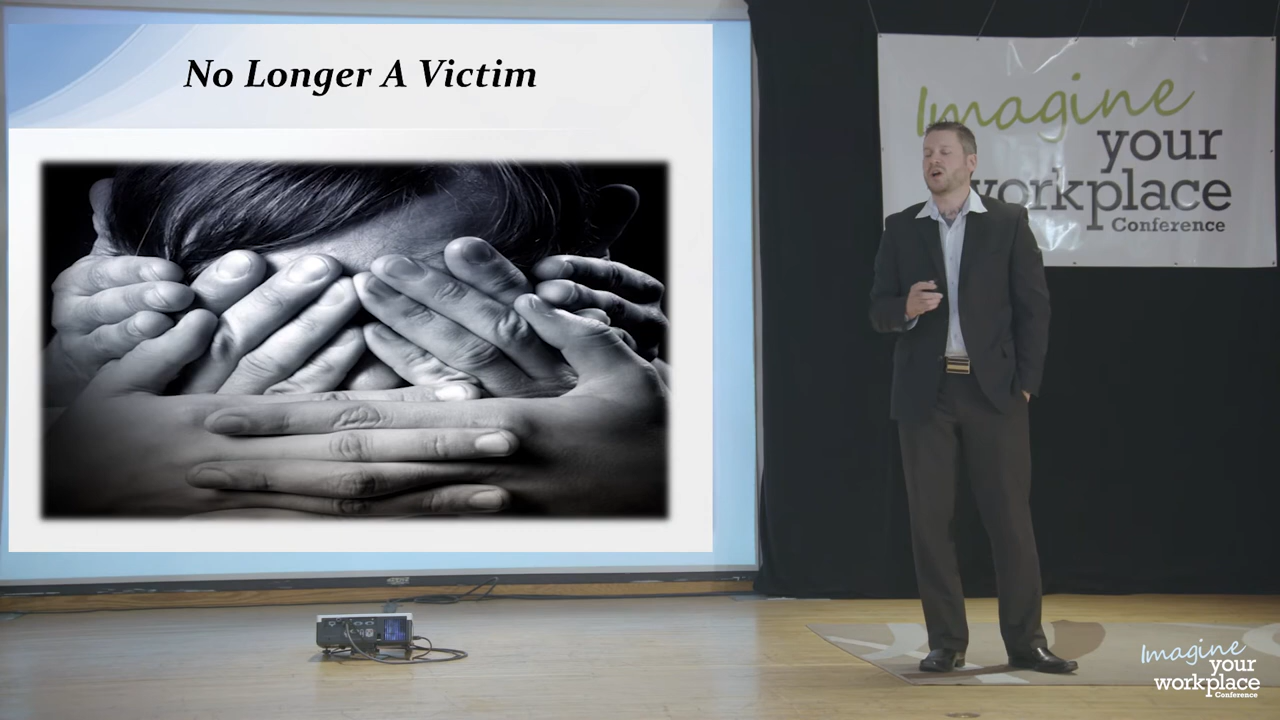 No Longer A Victim
Imagine
your
workplace
Conference
Imagine
your
workplace
Conference